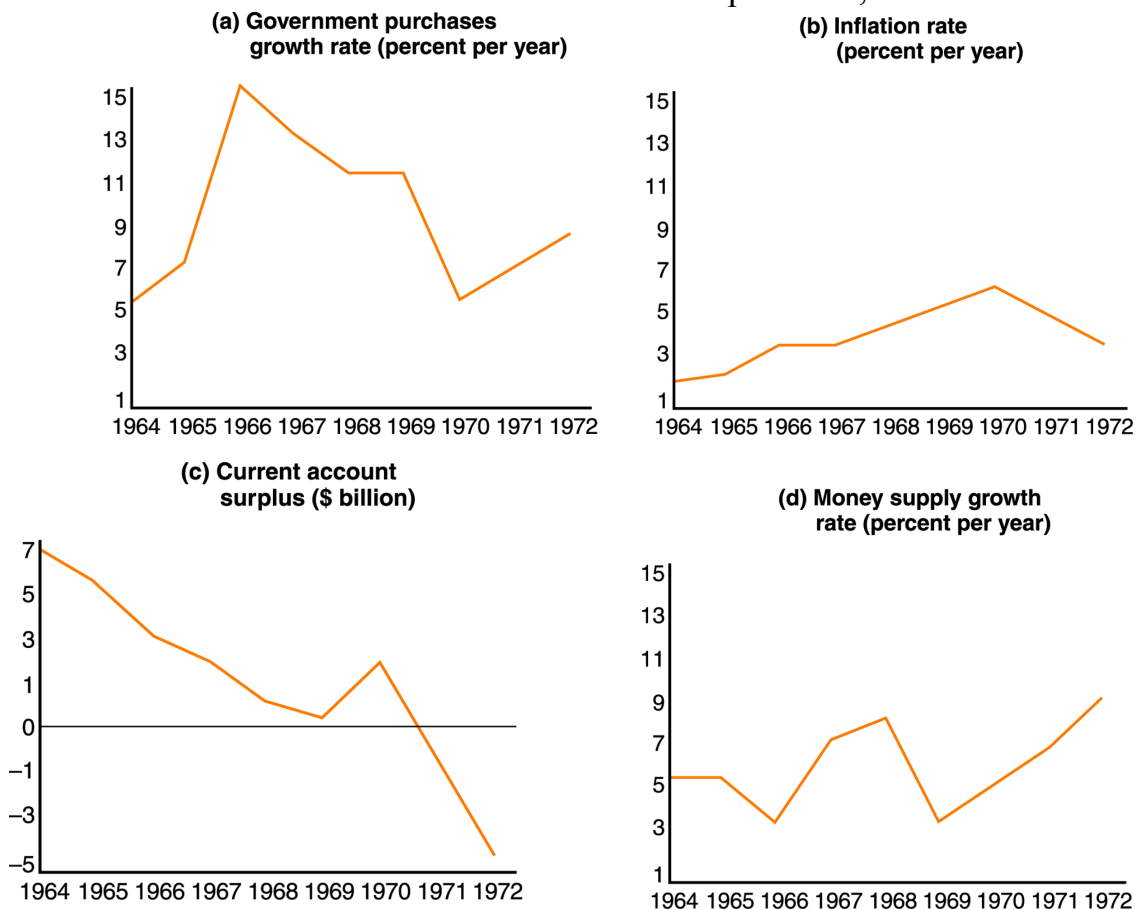 (a) Government purchases
growth rate (percent per year)
15
13
11
9
7
5
3
1
1964 1965 1966 1967 1968 1969 1970 1971 1972
(b) Inflation rate
(percent per year)
15
13
11
9
7
5
3
1
1964 1965 1966 1967 1968 1969 1970 1971 1972
(c) Current account
surplus ($ billion)
7
5
3
1
0
–1
–3
–5
1964 1965 1966 1967 1968 1969 1970 1971 1972
(d) Money supply growth
rate (percent per year)
15
13
11
9
7
5
3
1
1964 1965 1966 1967 1968 1969 1970 1971 1972